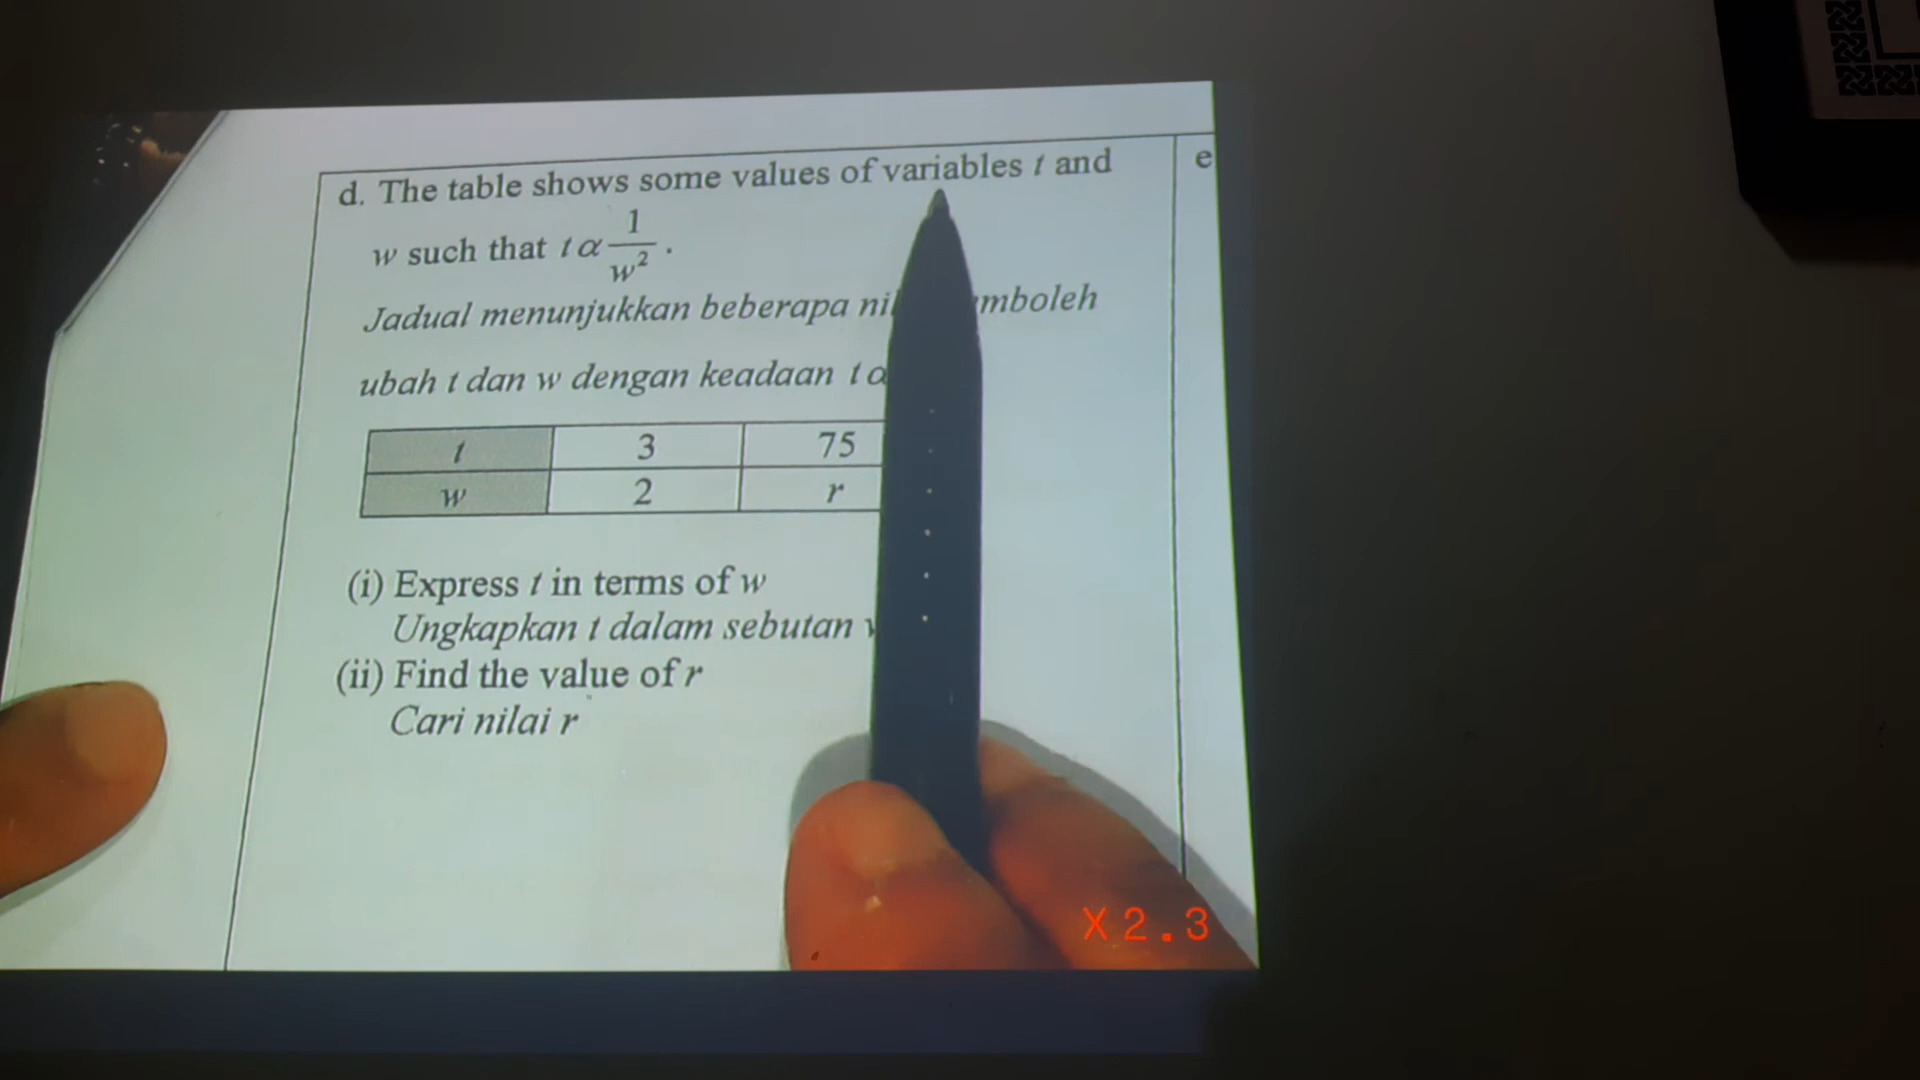 d. The table shows some values of variables t and
w such that t α 1/w² .
Jadual menunjukkan beberapa
ubah t dan w dengan keadaan t α
t 3 75
w 2 r
(i) Express t in terms of w
Ungkapkan t dalam sebutan
(ii) Find the value of r
Cari nilai r
e
X2.3